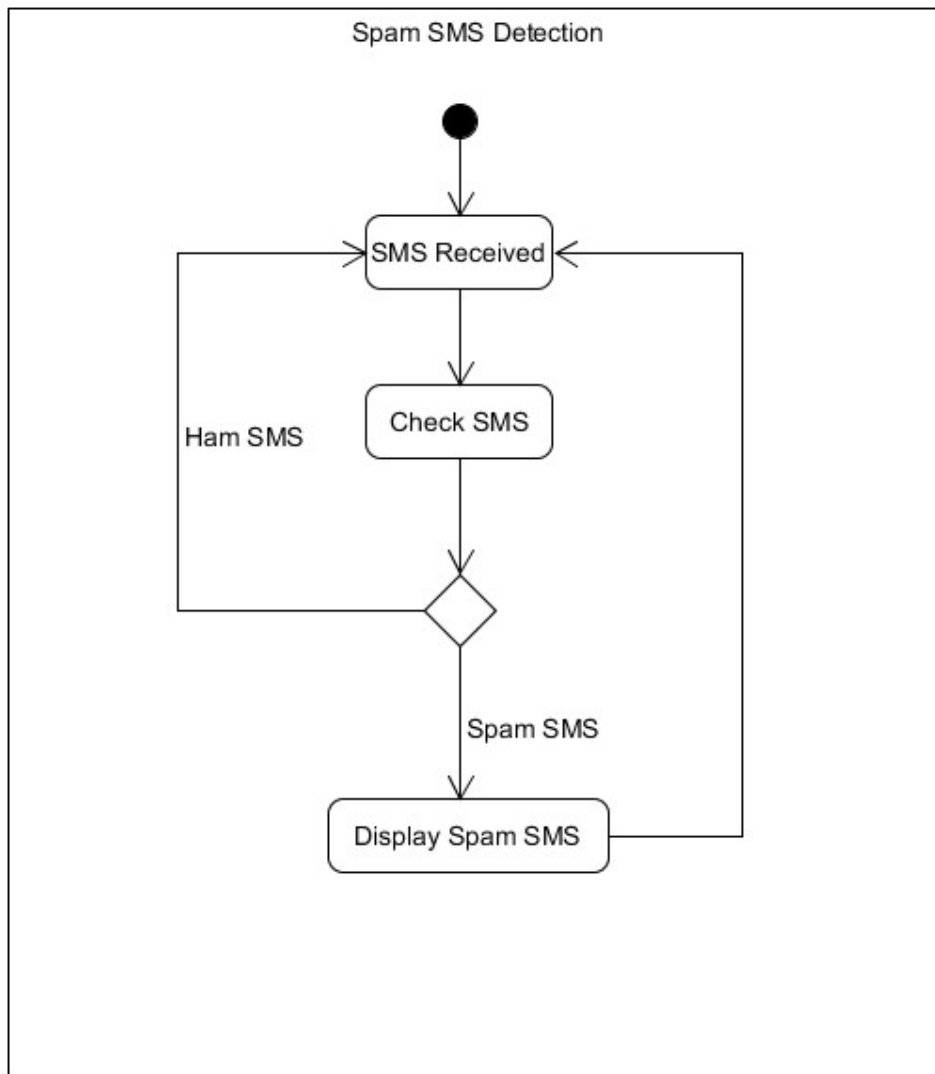 Spam SMS Detection
SMS Received
Check SMS
Ham SMS
Spam SMS
Display Spam SMS